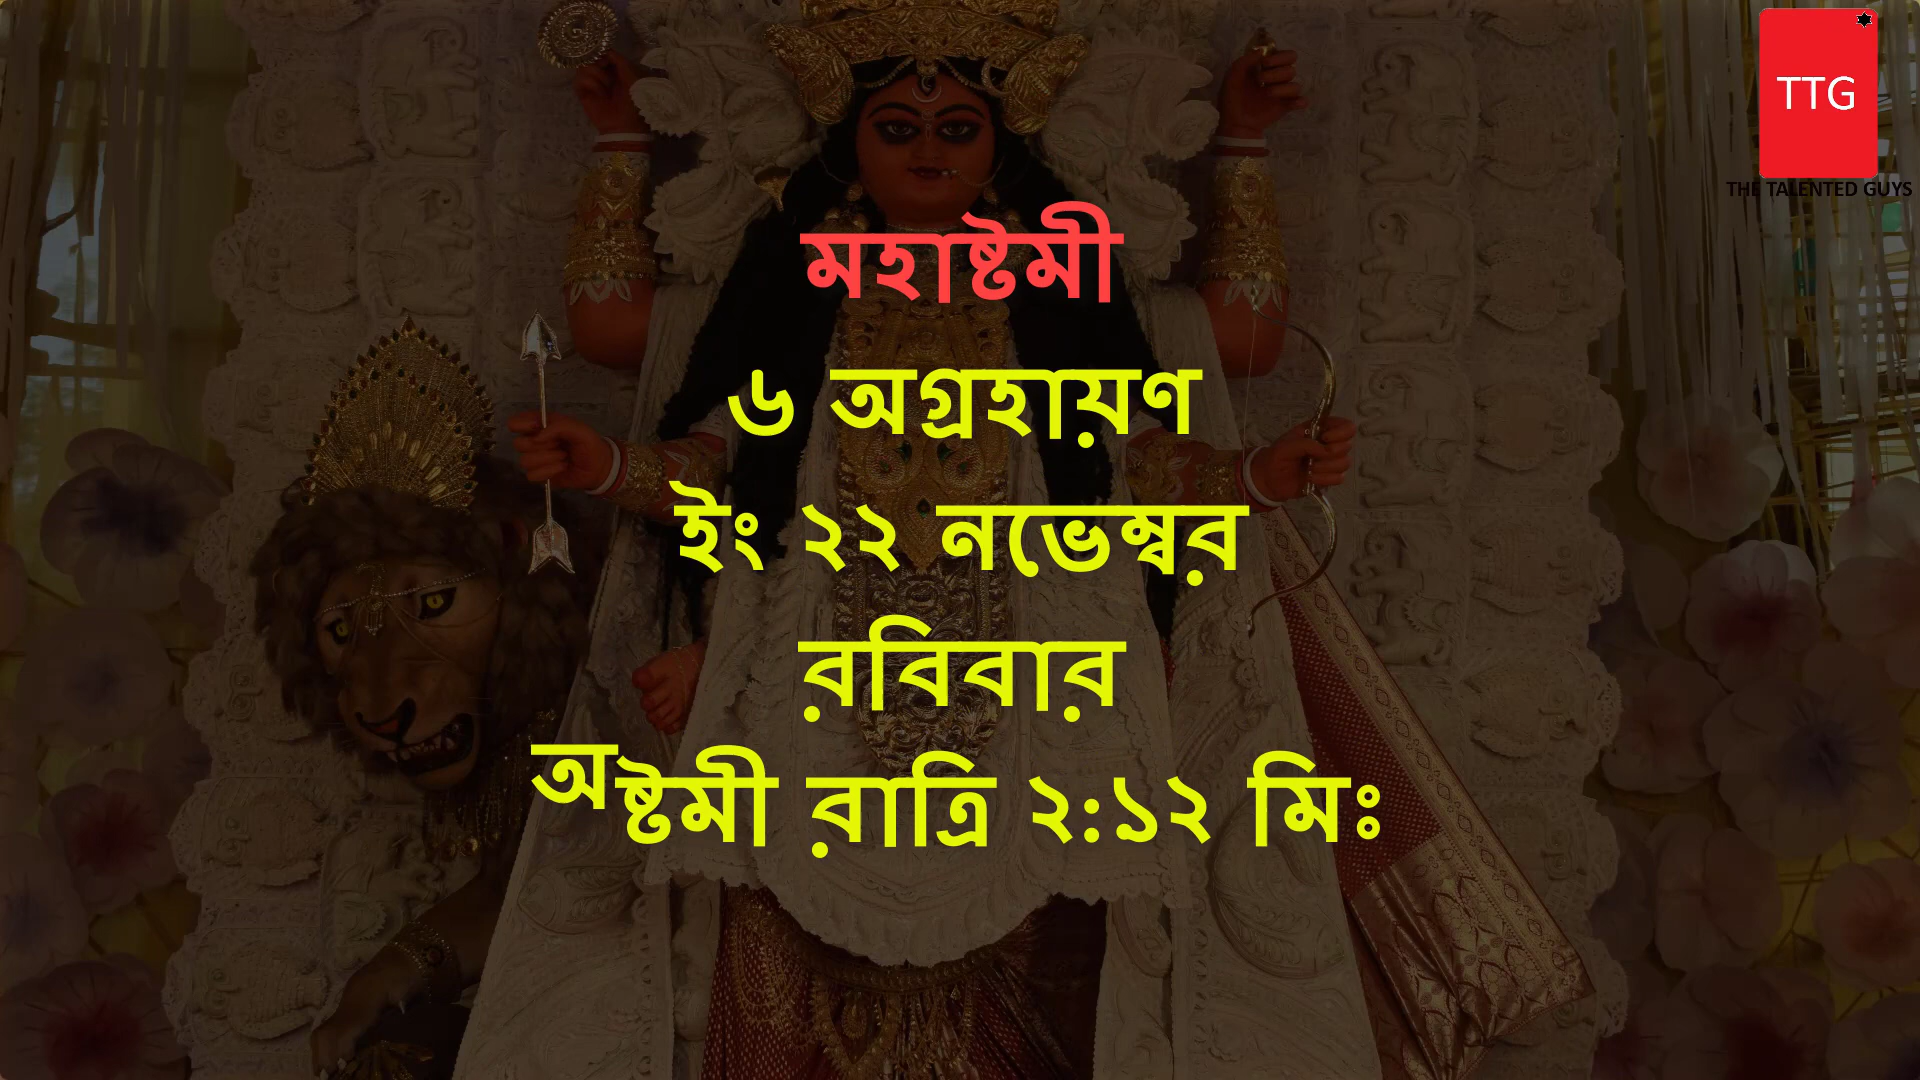 TTG
THE TALENTED GUYS
মহাষ্টমী
৬ অগ্রহায়ণ
ইং ২২ নভেম্বর
রবিবার
অষ্টমী রাত্রি ২:১২ মিঃ